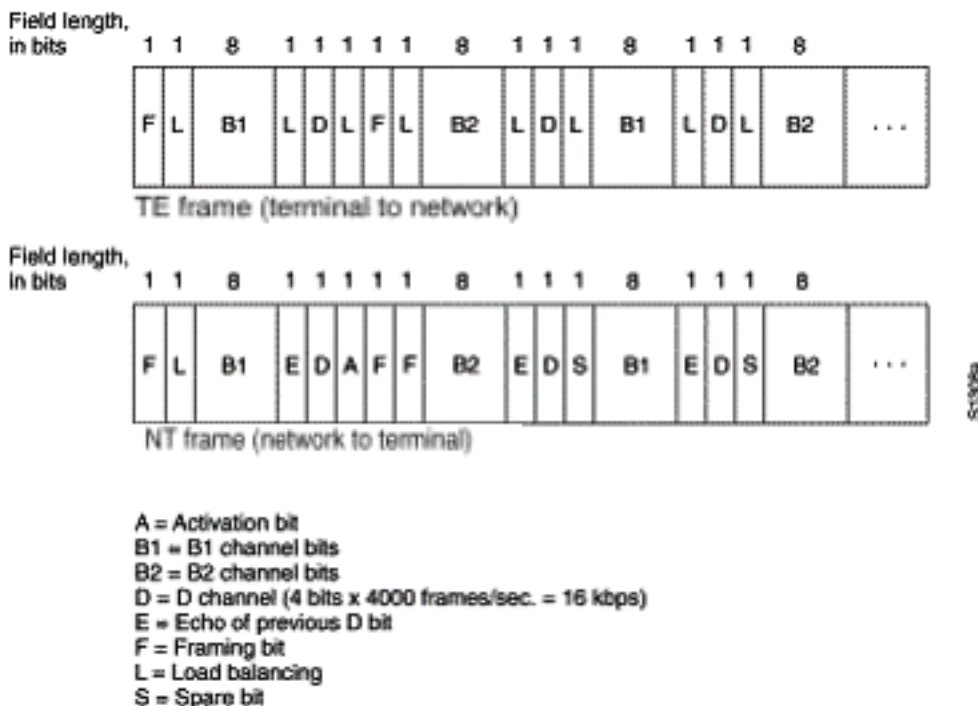 Field length,
in bits 1 1 8 1 1 1 1 1 8 1 1 1 8 1 1 1 8
F L B1 L D L F L B2 L D L B1 L D L B2 ...
TE frame (terminal to network)
Field length,
in bits 1 1 8 1 1 1 1 1 8 1 1 1 8 1 1 1 8
F L B1 E D A F F B2 E D S B1 E D S B2 ...
NT frame (network to terminal)
A = Activation bit
B1 = B1 channel bits
B2 = B2 channel bits
D = D channel (4 bits x 4000 frames/sec. = 16 kbps)
E = Echo of previous D bit
F = Framing bit
L = Load balancing
S = Spare bit